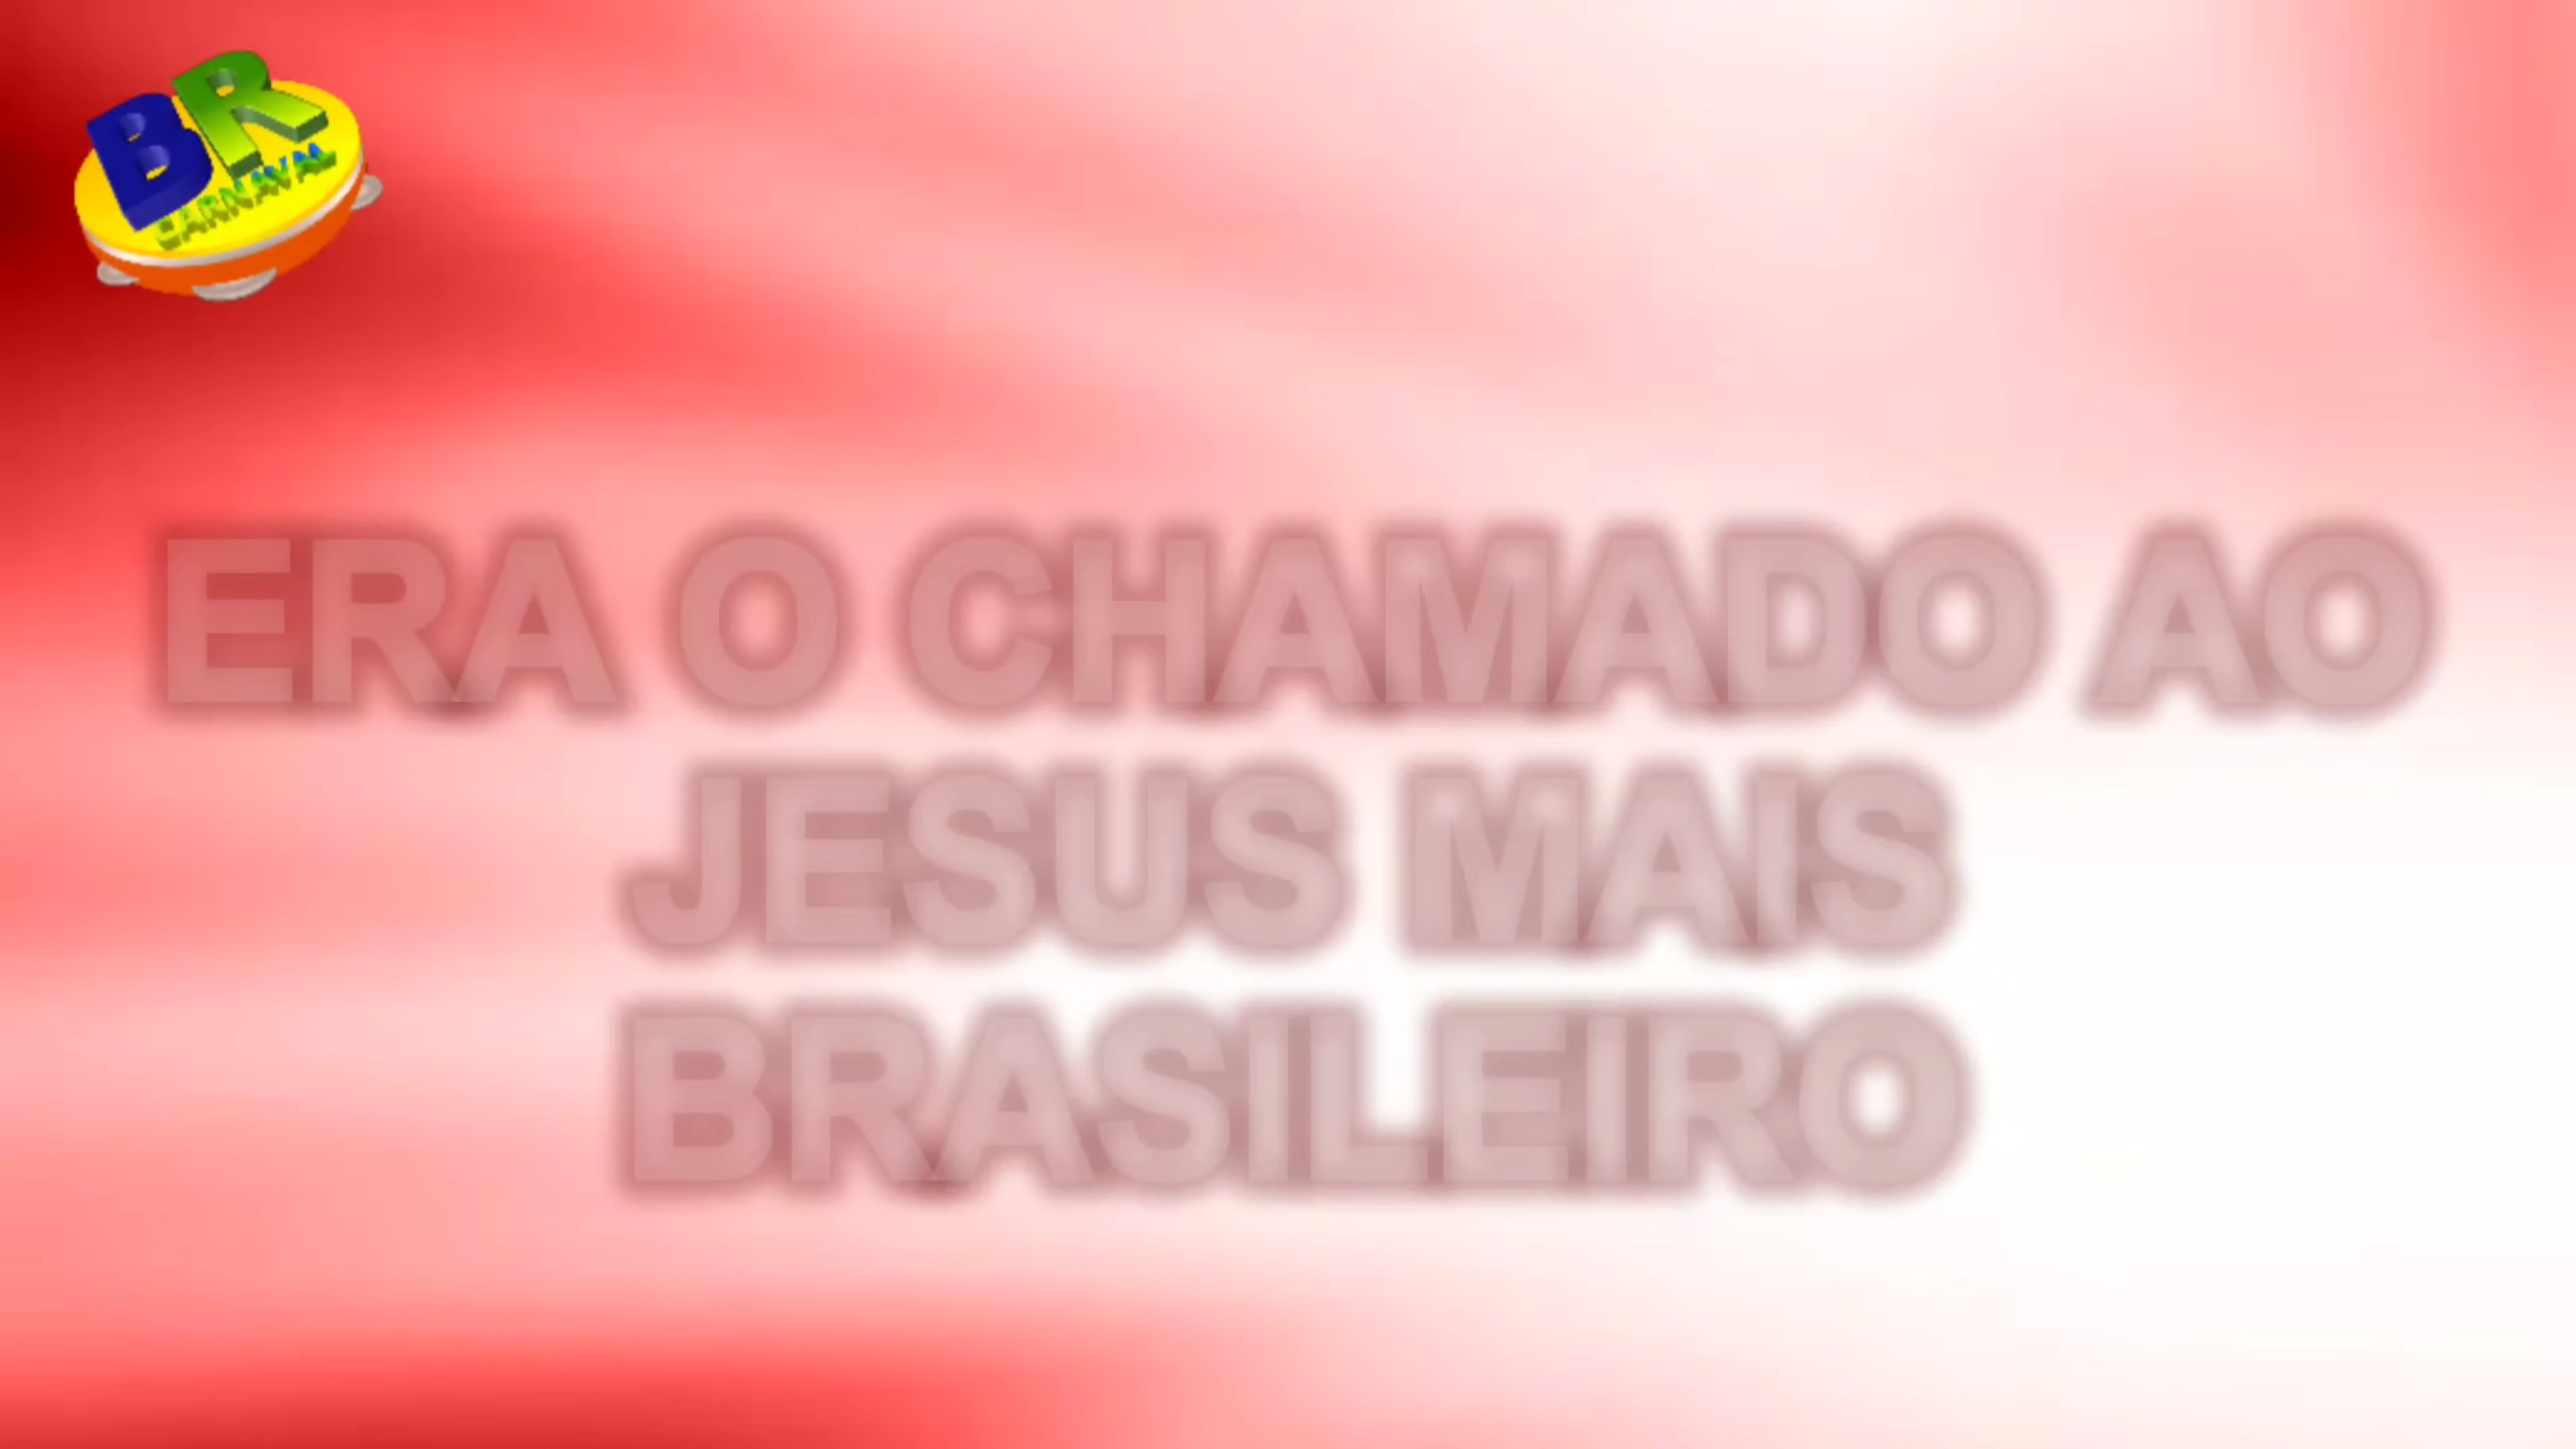 BR
CARNAVAL
ERA O CHAMADO AO
JESUS MAIS
BRASILEIRO